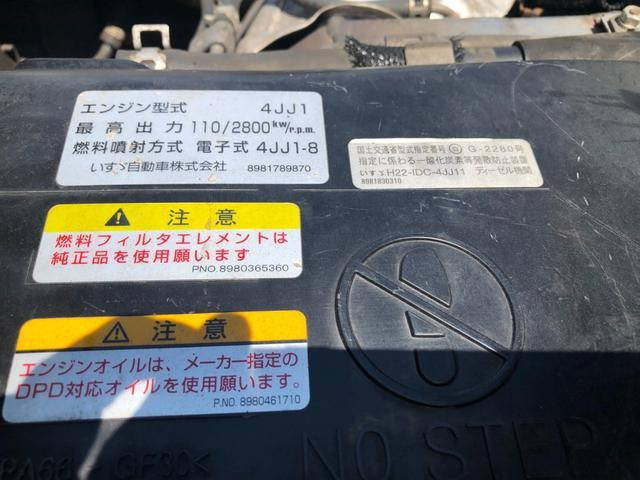 エンジン型式 4JJ1
最高出力 110/2800kw/r.p.m.
燃料噴射方式 電子式 4JJ1-8
いすゞ自動車株式会社 8981789870
国土交通省型式指定番号 G-2280号
指定に係わる一酸化炭素等発散防止装置
いすゞH22-IDC-4JJ11 ディーゼル機関
8981830310
注意
燃料フィルタエレメントは
純正品を使用願います
PNO.8980365360
注意
エンジンオイルは、メーカー指定の
DPD対応オイルを使用願います。
P.NO. 8980461710
NO STEP
GF30<